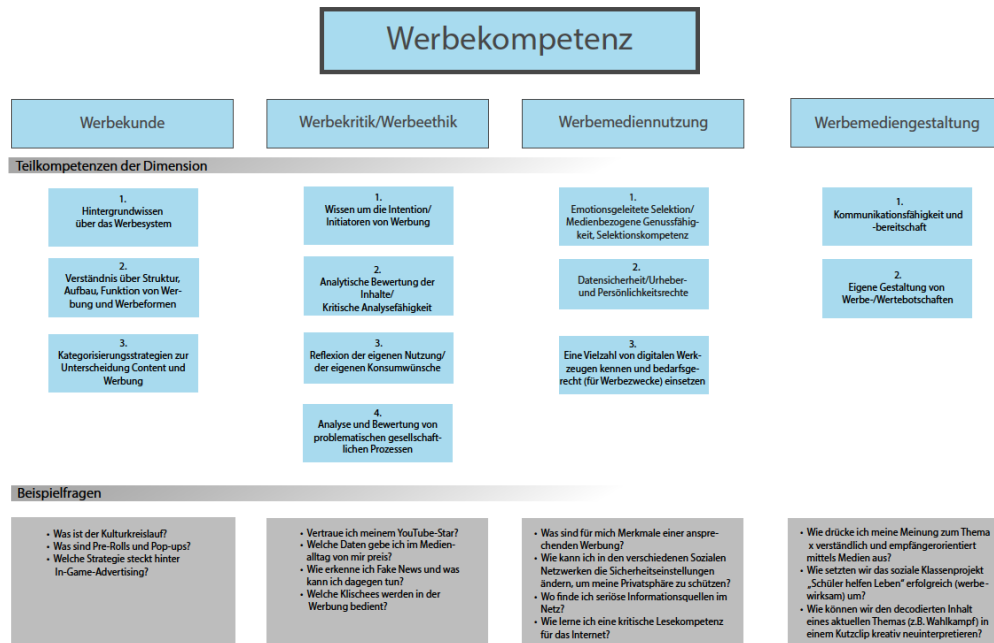 Werbekompetenz
Werbekunde
Werbekritik/Werbeethik
Werbemediennutzung
Werbemediengestaltung
Teilkompetenzen der Dimension
1.
Hintergrundwissen
über das Werbesystem
2.
Verständnis über Struktur,
Aufbau, Funktion von Wer-
bung und Werbeformen
3.
Kategorisierungsstrategien zur
Unterscheidung Content und
Werbung
1.
Wissen um die Intention/
Initiatoren von Werbung
2.
Analytische Bewertung der
Inhalte/
Kritische Analysefähigkeit
3.
Reflexion der eigenen Nutzung/
der eigenen Konsumwünsche
4.
Analyse und Bewertung von
problematischen gesellschaft-
lichen Prozessen
1.
Emotionsgeleitete Selektion/
Medienbezogene Genussfähig-
keit, Selektionskompetenz
2.
Datensicherheit/Urheber-
und Persönlichkeitsrechte
3.
Eine Vielzahl von digitalen Werk-
zeugen kennen und bedarfsge-
recht (für Werbezwecke) einsetzen
1.
Kommunikationsfähigkeit und
-bereitschaft
2.
Eigene Gestaltung von
Werbe-/Wertebotschaften
Beispielfragen
• Was ist der Kulturkreislauf?
• Was sind Pre-Rolls und Pop-ups?
• Welche Strategie steckt hinter
In-Game-Advertising?
• Vertraue ich meinem YouTube-Star?
• Welche Daten gebe ich im Medien-
alltag von mir preis?
• Wie erkenne ich Fake News und was
kann ich dagegen tun?
• Welche Klischees werden in der
Werbung bedient?
• Was sind für mich Merkmale einer anspre-
chenden Werbung?
• Wie kann ich in den verschiedenen Sozialen
Netzwerken die Sicherheitseinstellungen
ändern, um meine Privatsphäre zu schützen?
• Wo finde ich seriöse Informationsquellen im
Netz?
• Wie lerne ich eine kritische Lesekompetenz
für das Internet?
• Wie drücke ich meine Meinung zum Thema
x verständlich und empfängerorientiert
mittels Medien aus?
• Wie setzten wir das soziale Klassenprojekt
„Schüler helfen Leben“ erfolgreich (werbe-
wirksam) um?
• Wie können wir den decodierten Inhalt
eines aktuellen Themas (z.B. Wahlkampf) in
einem Kutzclip kreativ neuinterpretieren?